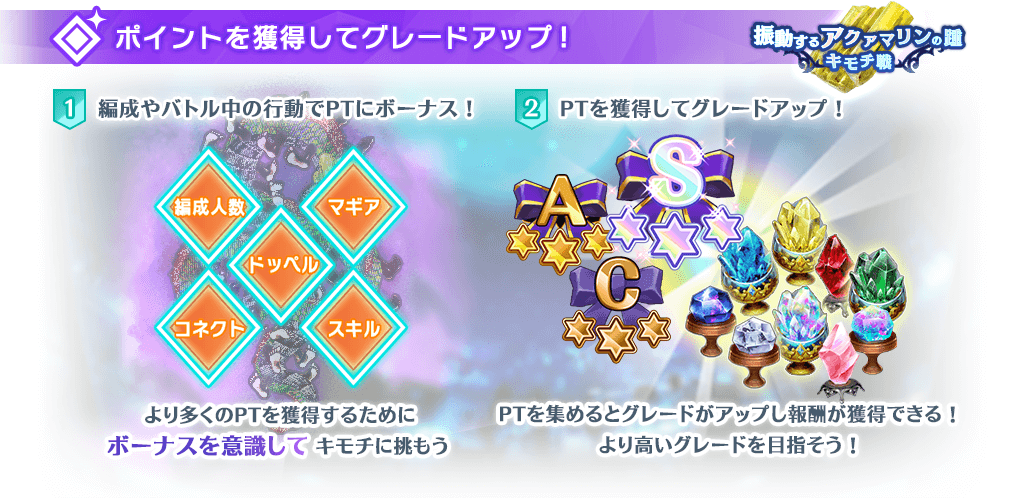 ポイントを獲得してグレードアップ！
振動するアクアマリンの踵
キモチ戦
1 編成やバトル中の行動でPTにボーナス！
編成人数
マギア
ドッペル
コネクト
スキル
より多くのPTを獲得するために
ボーナスを意識して キモチに挑もう
2 PTを獲得してグレードアップ！
S
A
C
PTを集めるとグレードがアップし報酬が獲得できる！
より高いグレードを目指そう！